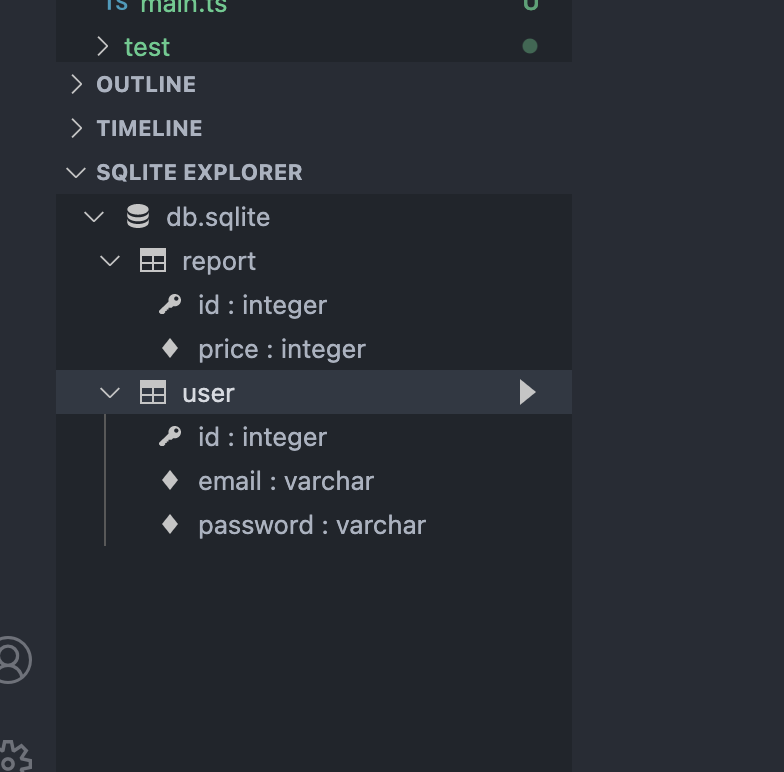 TS main.ts U
test
OUTLINE
TIMELINE
SQLITE EXPLORER
db.sqlite
report
id : integer
price : integer
user
id : integer
email : varchar
password : varchar